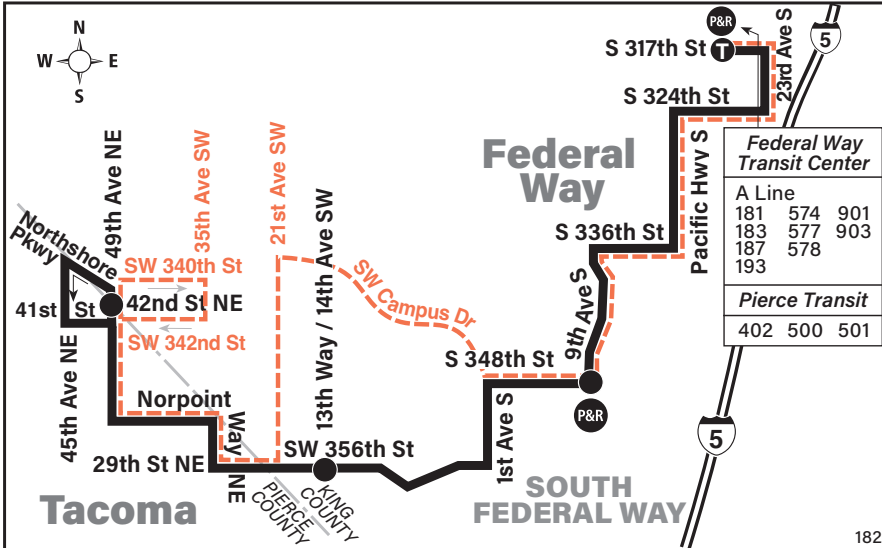 N
W E
S
P&R
5
S 317th St
T
23rd Ave S
S 324th St
Federal
Way
Pacific Hwy S
Federal Way
Transit Center
A Line
181 574 901
183 577 903
187 578
193
Pierce Transit
402 500 501
49th Ave NE
35th Ave SW
21st Ave SW
13th Way / 14th Ave SW
S 336th St
Northshore
Pkwy
SW 340th St
41st St
42nd St NE
SW 342nd St
SW Campus Dr
9th Ave S
S 348th St
45th Ave NE
Norpoint
Way NE
P&R
29th St NE
SW 356th St
1st Ave S
5
Tacoma
PIERCE
COUNTY
KING
COUNTY
SOUTH
FEDERAL WAY
182